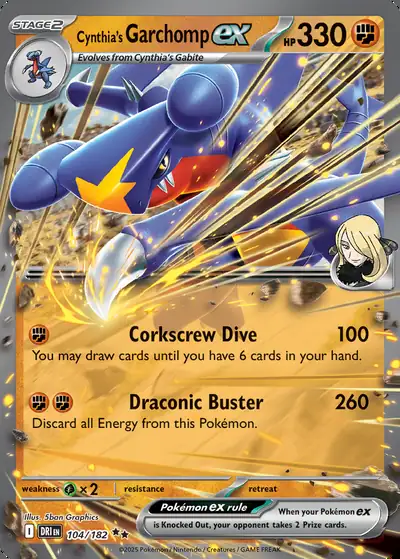 STAGE2 Cynthia's Garchomp ex HP 330
Evolves from Cynthia's Gabite
Corkscrew Dive 100
You may draw cards until you have 6 cards in your hand.
Draconic Buster 260
Discard all Energy from this Pokémon.
weakness ×2 resistance retreat
Illus. 5ban Graphics
Pokémon ex rule When your Pokémon ex
is Knocked Out, your opponent takes 2 Prize cards.
I DRI EN 104/182
©2025 Pokémon / Nintendo / Creatures / GAME FREAK